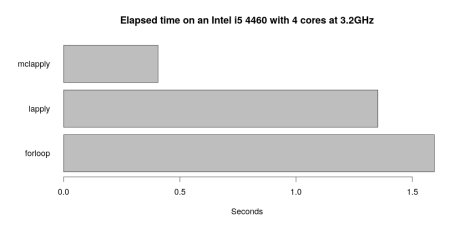 Elapsed time on an Intel i5 4460 with 4 cores at 3.2GHz
mclapply
lapply
forloop
0.0 0.5 1.0 1.5
Seconds